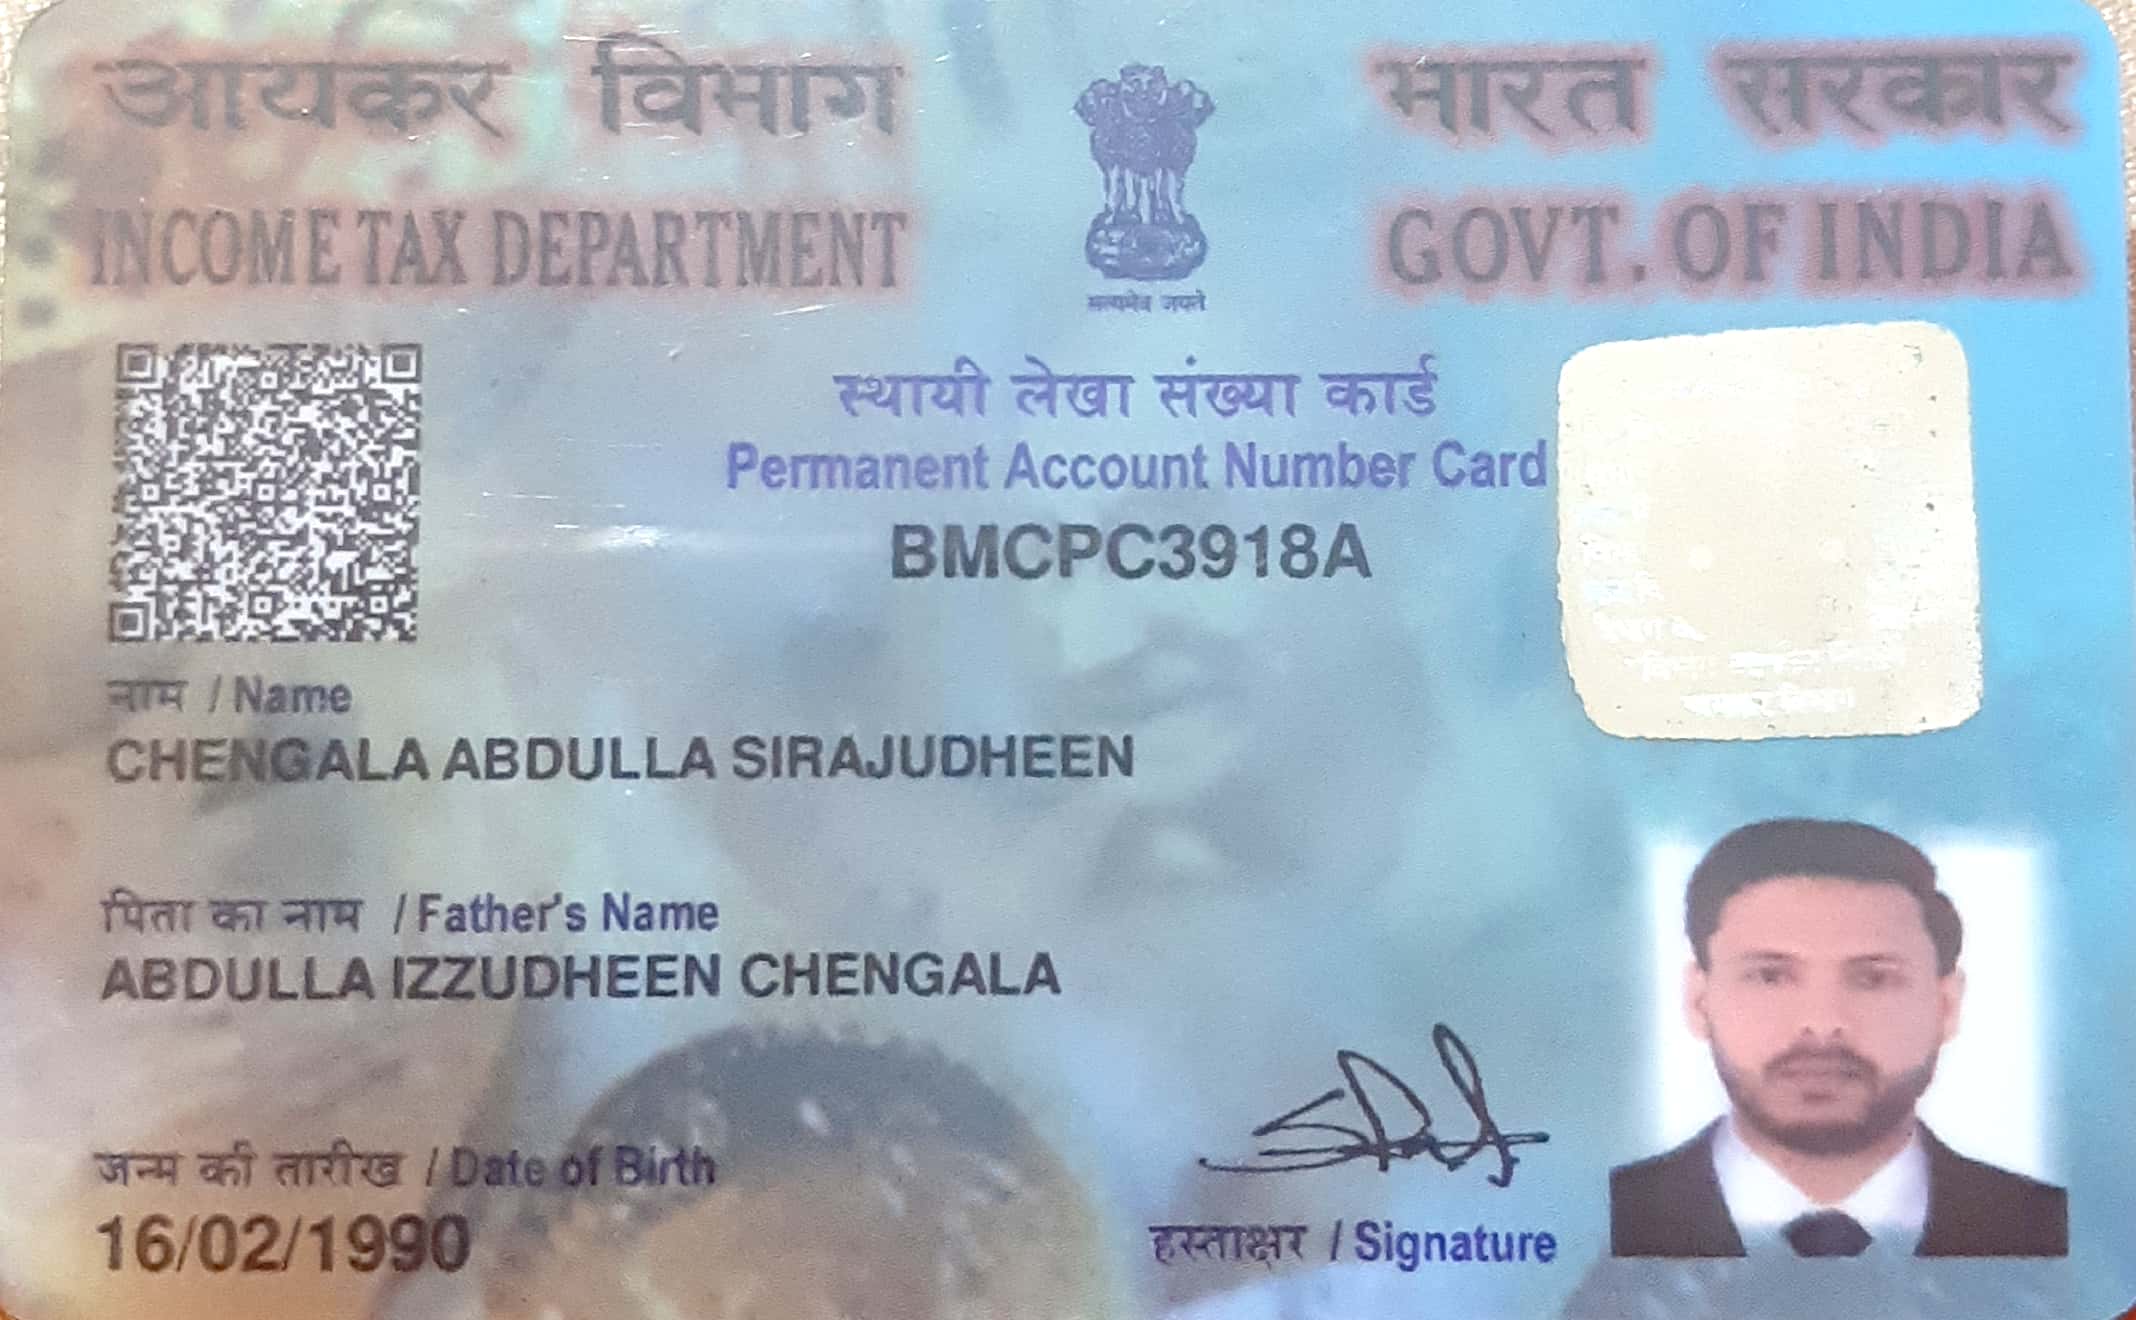 आयकर विभाग
INCOME TAX DEPARTMENT
सत्यमेव जयते
भारत सरकार
GOVT. OF INDIA
स्थायी लेखा संख्या कार्ड
Permanent Account Number Card
BMCPC3918A
नाम / Name
CHENGALA ABDULLA SIRAJUDHEEN
पिता का नाम / Father's Name
ABDULLA IZZUDHEEN CHENGALA
जन्म की तारीख / Date of Birth
16/02/1990
हस्ताक्षर / Signature